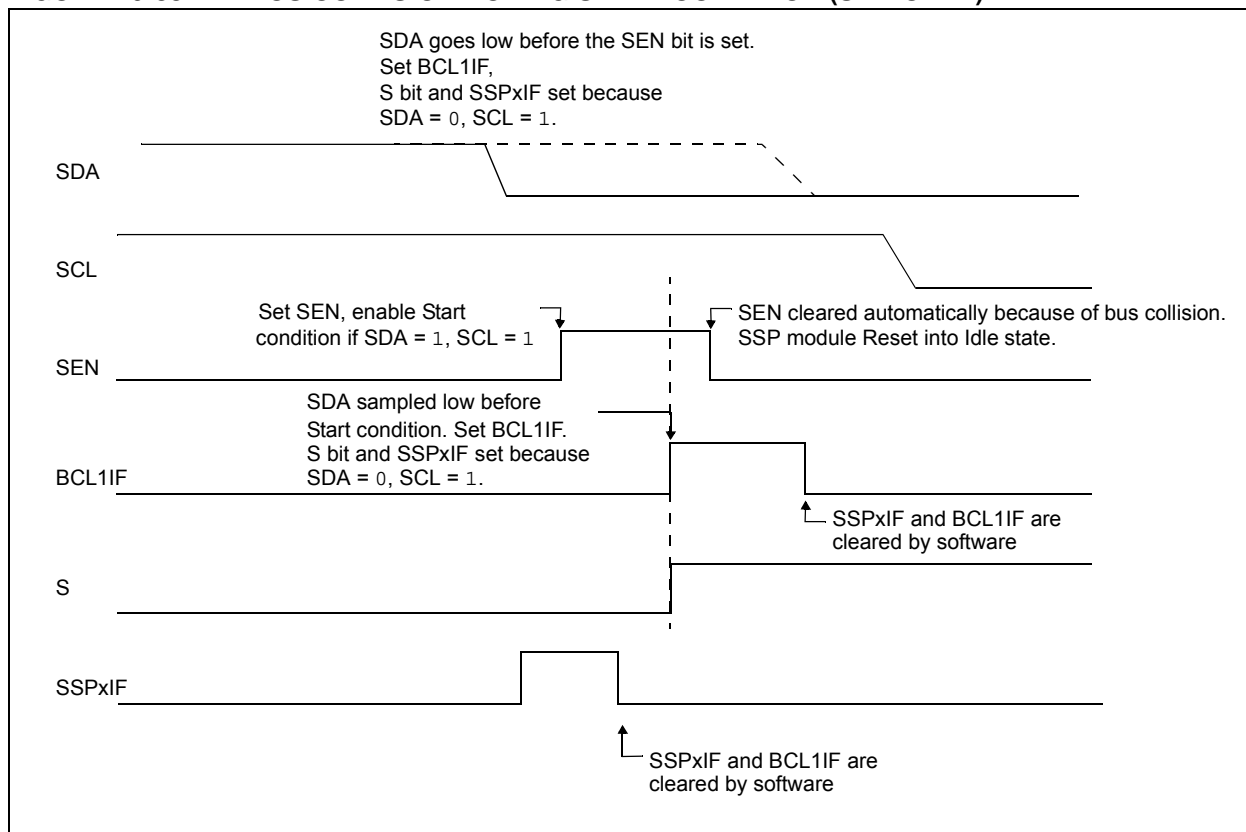 SDA goes low before the SEN bit is set.
Set BCL1IF,
S bit and SSPxIF set because
SDA = 0, SCL = 1.
SDA
SCL
Set SEN, enable Start
condition if SDA = 1, SCL = 1
SEN cleared automatically because of bus collision.
SSP module Reset into Idle state.
SEN
SDA sampled low before
Start condition. Set BCL1IF.
S bit and SSPxIF set because
SDA = 0, SCL = 1.
BCL1IF
SSPxIF and BCL1IF are
cleared by software
S
SSPxIF
SSPxIF and BCL1IF are
cleared by software